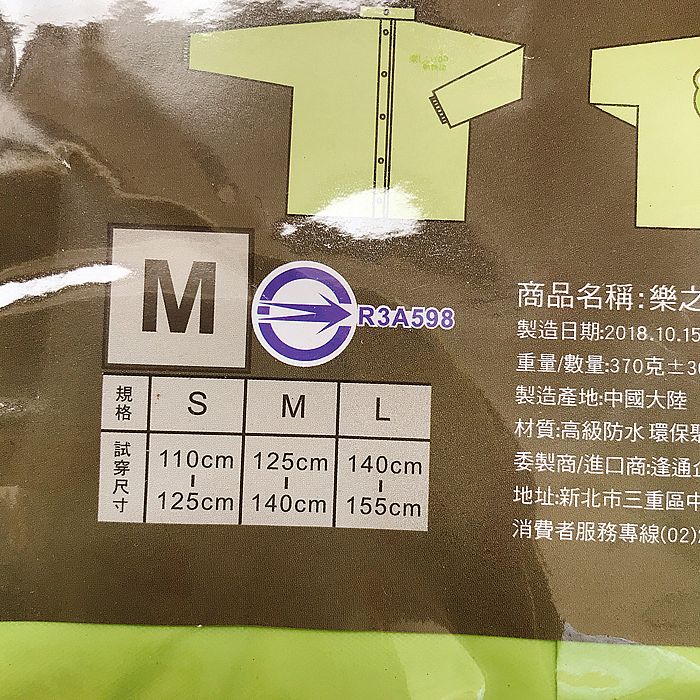 M
R3A598
規格 S M L
試穿尺寸 110cm-125cm 125cm-140cm 140cm-155cm
商品名稱:樂之
製造日期:2018.10.15
重量/數量:370克±3
製造產地:中國大陸
材質:高級防水 環保
委製商/進口商:逢通
地址:新北市三重區中
消費者服務專線(02)